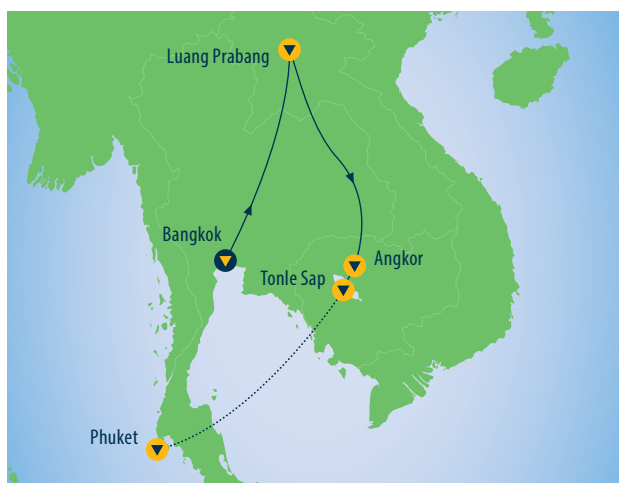 Luang Prabang
Bangkok
Angkor
Tonle Sap
Phuket